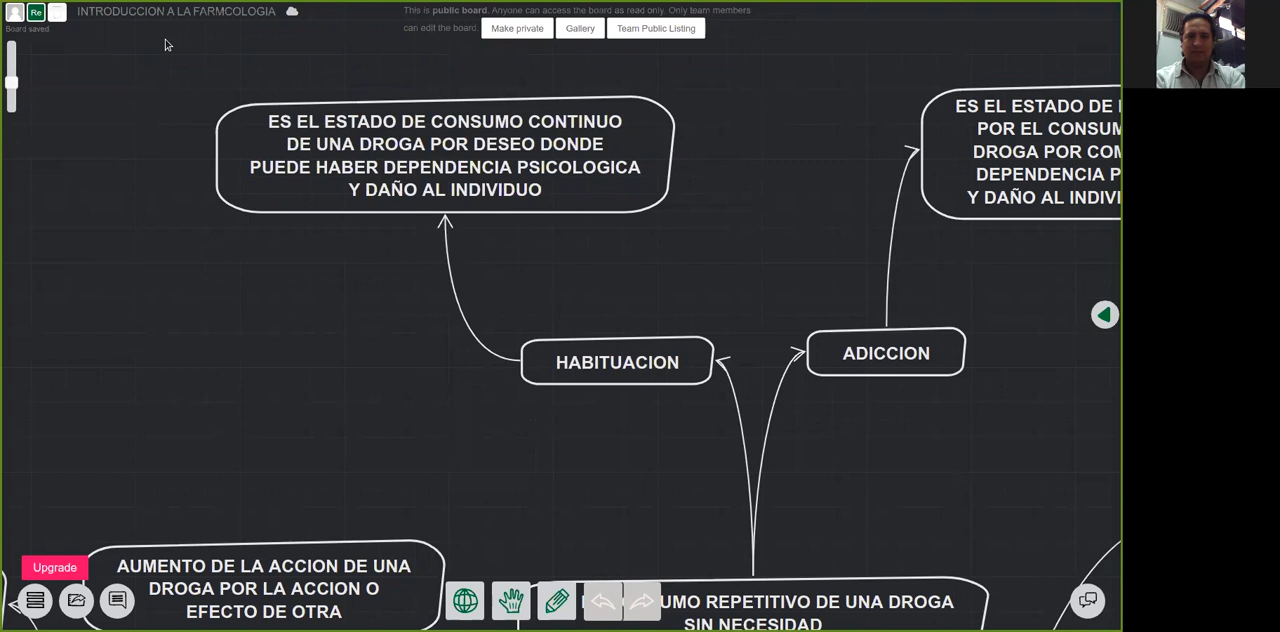 Re
INTRODUCCION A LA FARMCOLOGIA
Board saved
This is public board. Anyone can access the board as read only. Only team members
can edit the board
Make private
Gallery
Team Public Listing
ES EL ESTADO DE CONSUMO CONTINUO
DE UNA DROGA POR DESEO DONDE
PUEDE HABER DEPENDENCIA PSICOLOGICA
Y DAÑO AL INDIVIDUO
ES EL ESTADO DE
POR EL CONSUM
DROGA POR COM
DEPENDENCIA P
Y DAÑO AL INDIVI
HABITUACION
ADICCION
Upgrade
AUMENTO DE LA ACCION DE UNA
DROGA POR LA ACCION O
EFECTO DE OTRA
UMO REPETITIVO DE UNA DROGA
SIN NECESIDAD